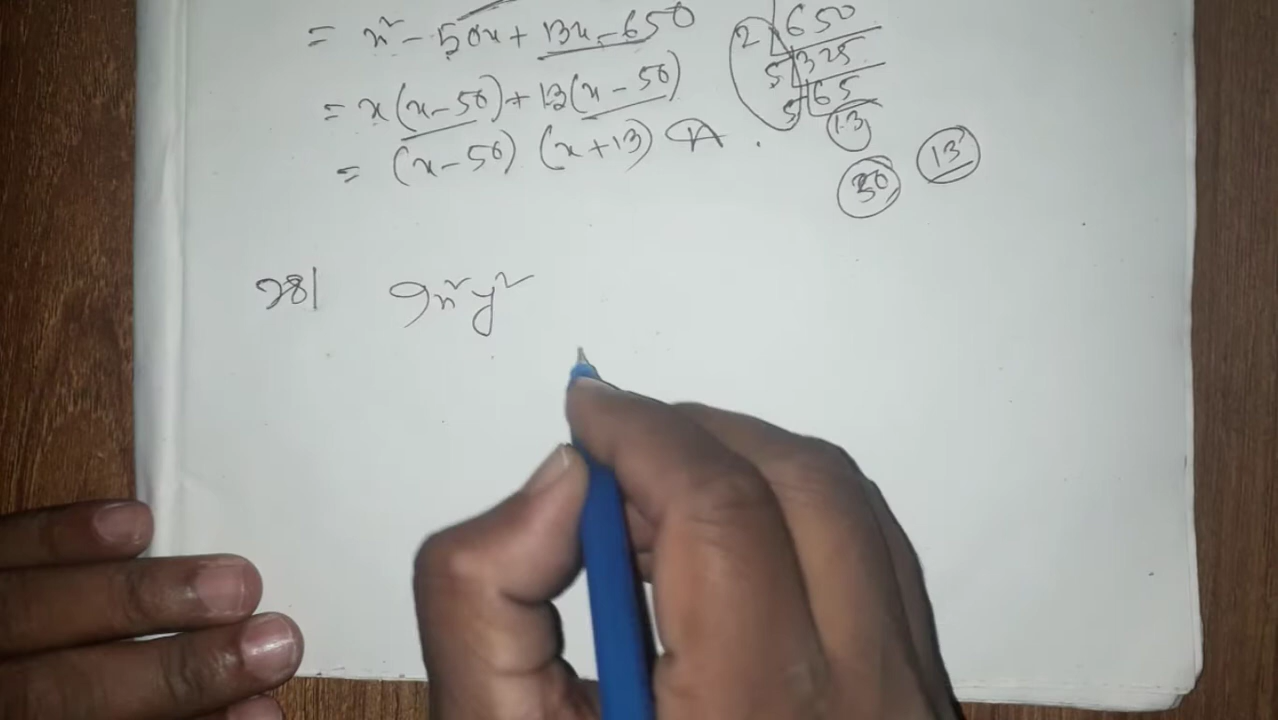 = x² - 50x + 13x - 650
= x(x-50) + 13(x-50)
= (x-50) (x+13) A .
2 650
5 325
5 65
13
50 13
28| 9x²y²